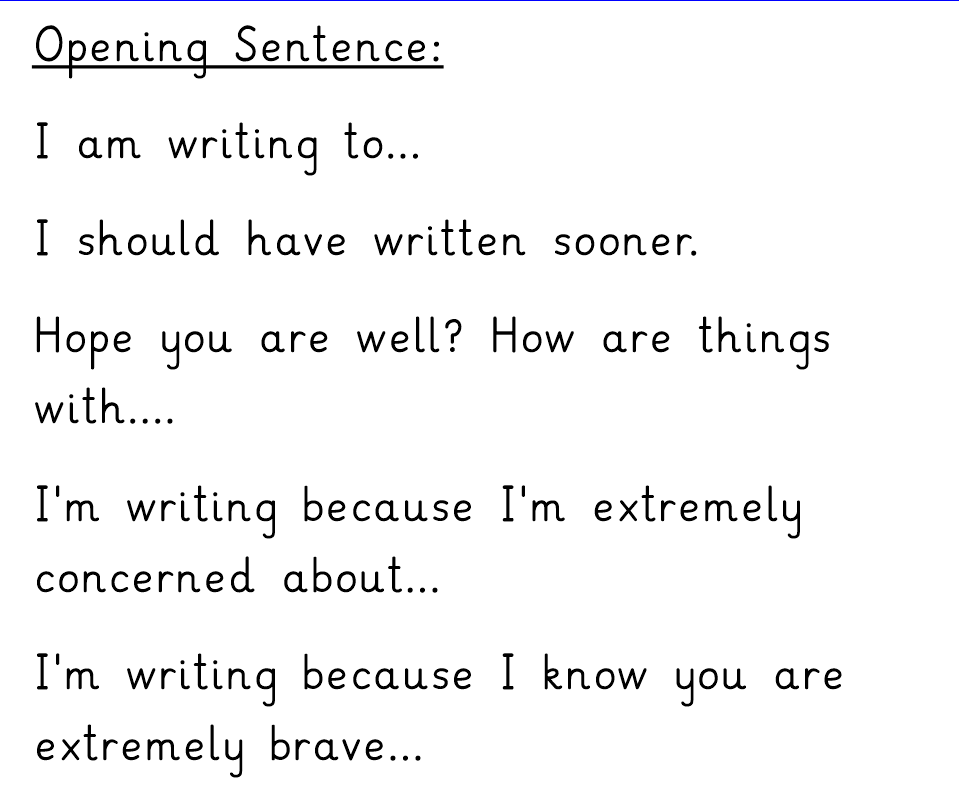 Opening Sentence:
I am writing to...
I should have written sooner.
Hope you are well? How are things
with....
I'm writing because I'm extremely
concerned about...
I'm writing because I know you are
extremely brave...